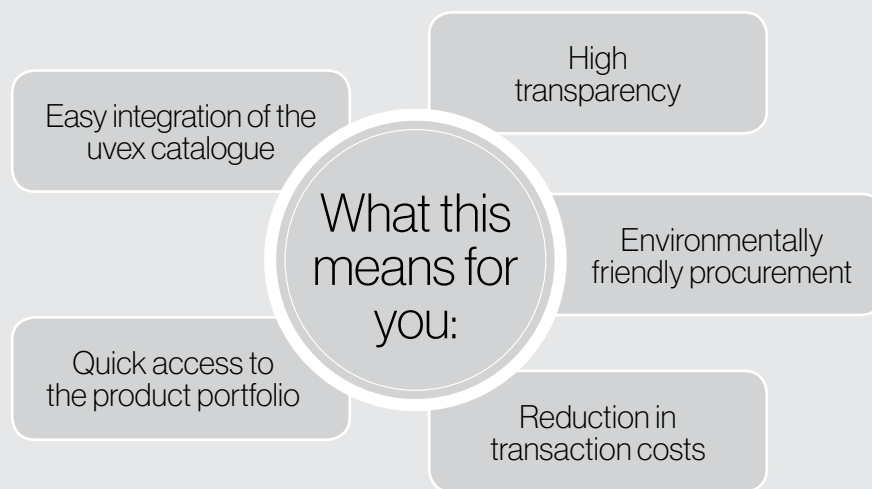 High
transparency
Easy integration of the
uvex catalogue
What this
means for
you:
Environmentally
friendly procurement
Quick access to
the product portfolio
Reduction in
transaction costs